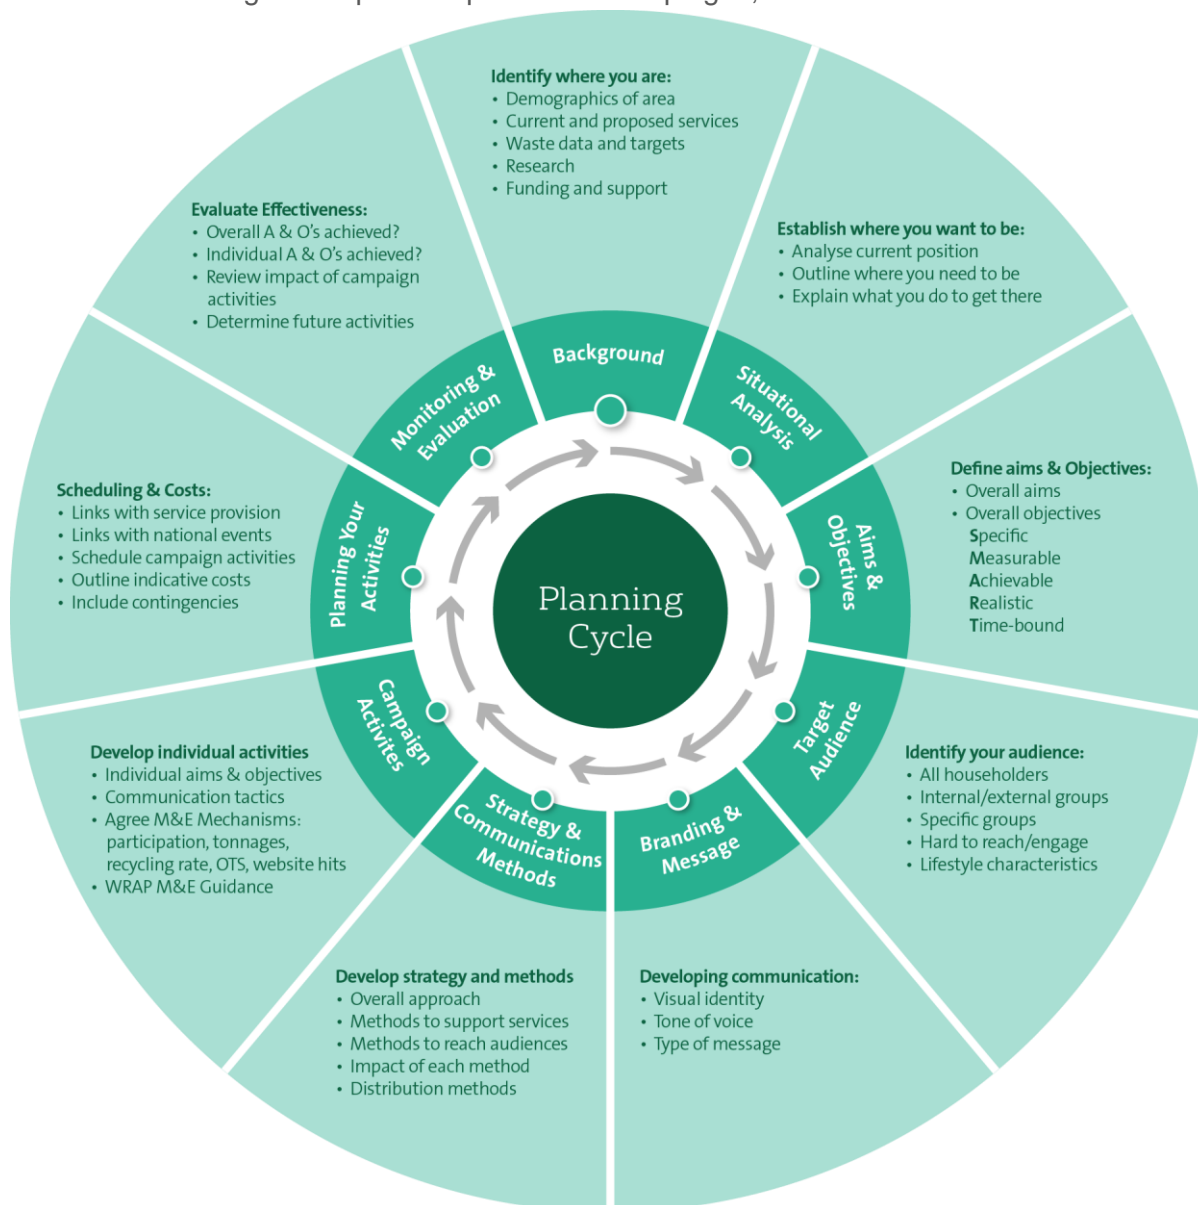 Identify where you are:
• Demographics of area
• Current and proposed services
• Waste data and targets
• Research
• Funding and support
Establish where you want to be:
• Analyse current position
• Outline where you need to be
• Explain what you do to get there
Define aims & Objectives:
• Overall aims
• Overall objectives
Specific
Measurable
Achievable
Realistic
Time-bound
Identify your audience:
• All householders
• Internal/external groups
• Specific groups
• Hard to reach/engage
• Lifestyle characteristics
Developing communication:
• Visual identity
• Tone of voice
• Type of message
Develop strategy and methods
• Overall approach
• Methods to support services
• Methods to reach audiences
• Impact of each method
• Distribution methods
Develop individual activities
• Individual aims & objectives
• Communication tactics
• Agree M&E Mechanisms:
participation, tonnages,
recycling rate, OTS, website hits
• WRAP M&E Guidance
Scheduling & Costs:
• Links with service provision
• Links with national events
• Schedule campaign activities
• Outline indicative costs
• Include contingencies
Evaluate Effectiveness:
• Overall A & O's achieved?
• Individual A & O's achieved?
• Review impact of campaign
activities
• Determine future activities
Background
Situational
Analysis
Aims &
Objectives
Target
Audience
Branding &
Message
Strategy &
Communications
Methods
Campaign
Activites
Planning Your
Activities
Monitoring &
Evaluation
Planning
Cycle